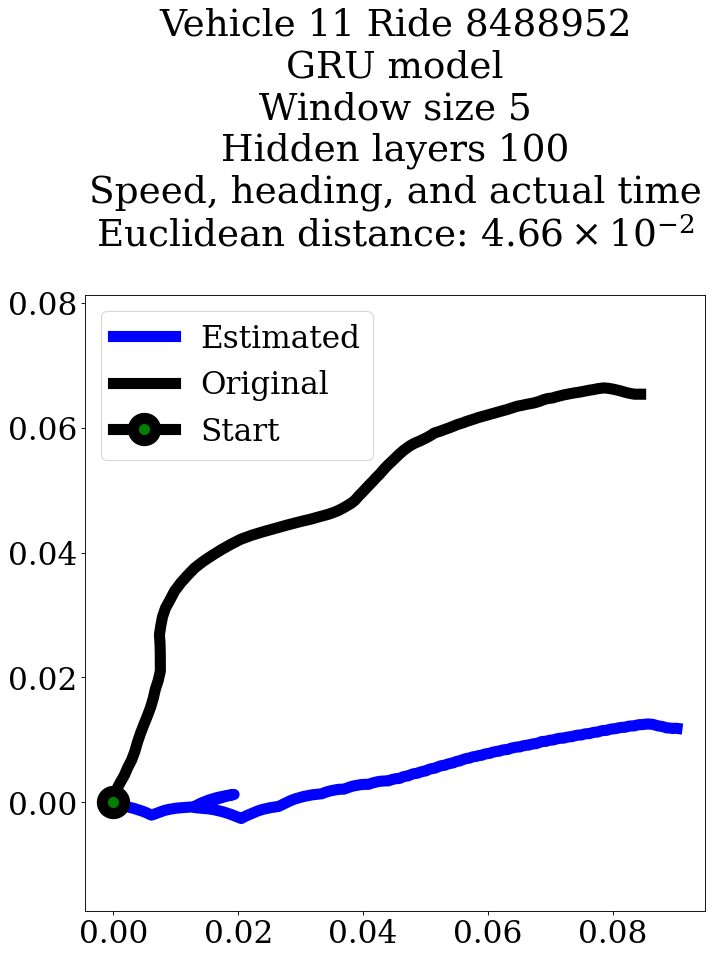 Vehicle 11 Ride 8488952
GRU model
Window size 5
Hidden layers 100
Speed, heading, and actual time
Euclidean distance: 4.66 × 10⁻²
0.08
Estimated
Original
Start
0.06
0.04
0.02
0.00
0.00 0.02 0.04 0.06 0.08